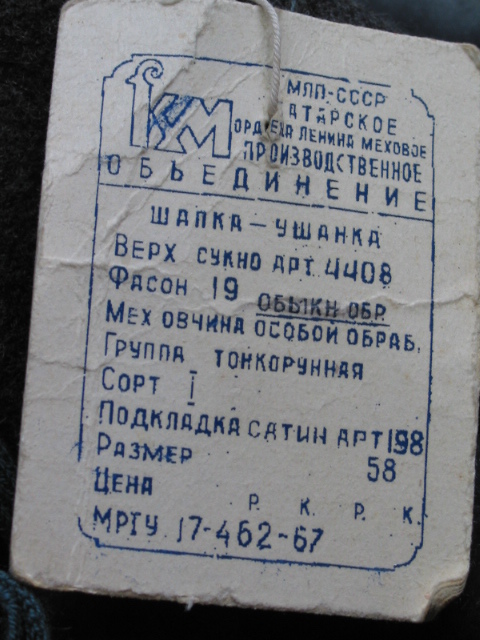 КМ
МЛП-СССР
АТАРСКОЕ
ОРДЕНА ЛЕНИНА МЕХОВОЕ
ПРОИЗВОДСТВЕННОЕ
ОБЪЕДИНЕНИЕ
ШАПКА-УШАНКА
ВЕРХ СУКНО АРТ. 4408
ФАСОН 19 ОБЫКН. ОБР.
МЕХ ОВЧИНА ОСОБОЙ ОБРАБ.
ГРУППА ТОНКОРУННАЯ
СОРТ I
ПОДКЛАДКА САТИН АРТ 198
РАЗМЕР 58
ЦЕНА Р. К. Р. К.
МРТУ 17-462-67